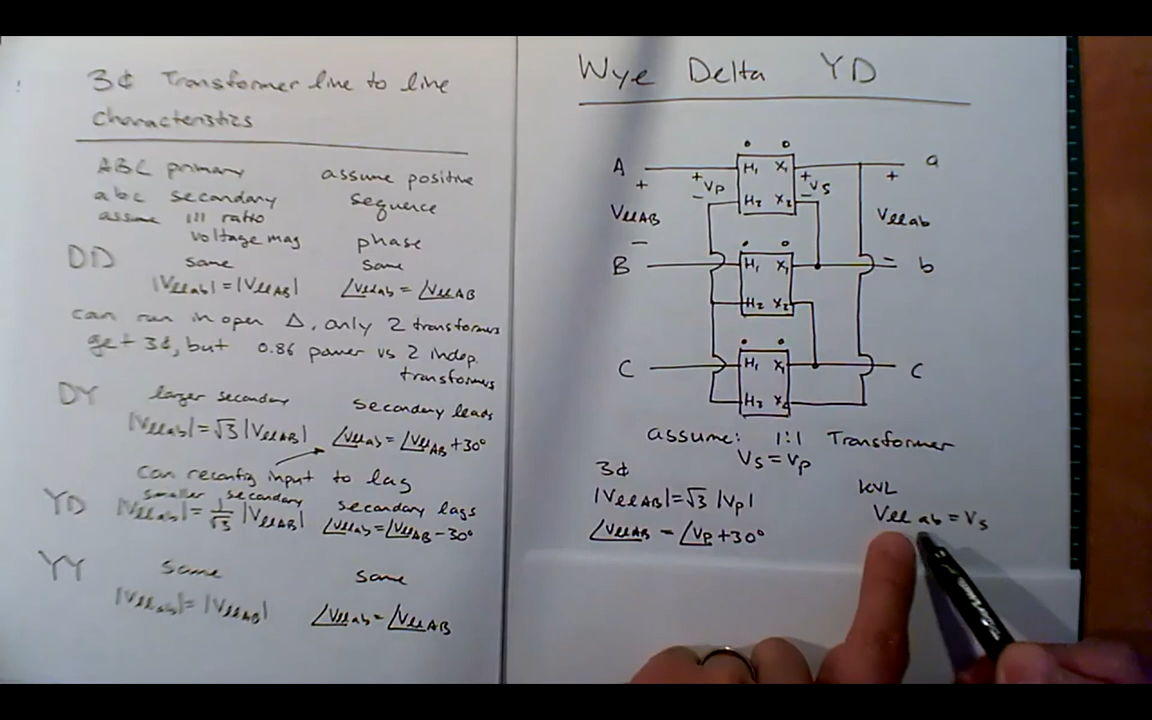 3¢ Transformer line to line
Characteristics
ABC primary
abc secondary
assume 1:1 ratio
voltage mag
assume positive
sequence
phase
DD
same
same
|Vllab| = |VllAB|
∠Vllab = ∠VllAB
can run in open Δ, only 2 transformers
get 3¢, but 0.86 power vs 2 indep.
transformers
DY
larger secondary
secondary leads
|Vllab| = √3 |VllAB|
∠Vllab = ∠VllAB +30°
can reconfig input to lag
YD
smaller secondary
secondary lags
|Vllab| = 1/√3 |VllAB|
∠Vllab = ∠VllAB -30°
YY
same
same
|Vllab| = |VllAB|
∠Vllab = ∠VllAB
Wye Delta YD
A
+
VllAB
-
B
C
+ Vp -
H1 X1
H2 X2
+ Vs -
H1 X1
H2 X2
H1 X1
H2 X2
a
+
Vllab
-
b
C
assume: 1:1 Transformer
Vs = Vp
3¢
|VllAB| = √3 |Vp|
∠VllAB = ∠Vp +30°
KVL
Vllab = Vs